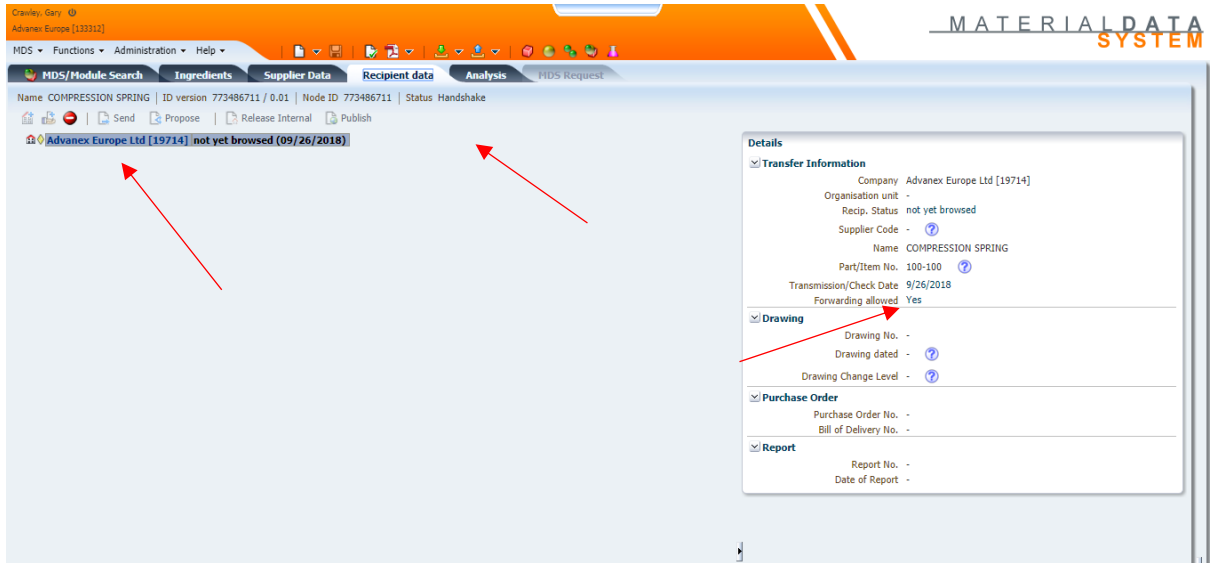 Crawley, Gary
Advanex Europe [133312]
MATERIALDATA
SYSTEM
MDS Functions Administration Help
MDS/Module Search Ingredients Supplier Data Recipient data Analysis MDS Request
Name COMPRESSION SPRING | ID version 773486711 / 0.01 | Node ID 773486711 | Status Handshake
Send Propose | Release Internal Publish
Advanex Europe Ltd [19714] not yet browsed (09/26/2018)
Details
Transfer Information
Company Advanex Europe Ltd [19714]
Organisation unit -
Recip. Status not yet browsed
Supplier Code - ?
Name COMPRESSION SPRING
Part/Item No. 100-100 ?
Transmission/Check Date 9/26/2018
Forwarding allowed Yes
Drawing
Drawing No. -
Drawing dated - ?
Drawing Change Level - ?
Purchase Order
Purchase Order No. -
Bill of Delivery No. -
Report
Report No. -
Date of Report -